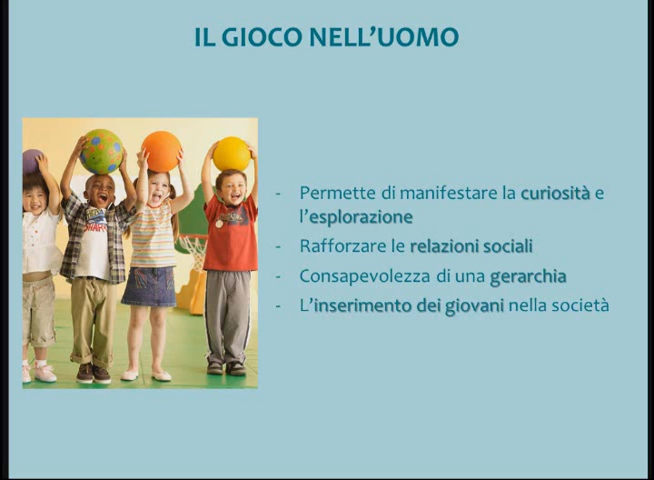 IL GIOCO NELL'UOMO
- Permette di manifestare la curiosità e
l'esplorazione
- Rafforzare le relazioni sociali
- Consapevolezza di una gerarchia
- L'inserimento dei giovani nella società